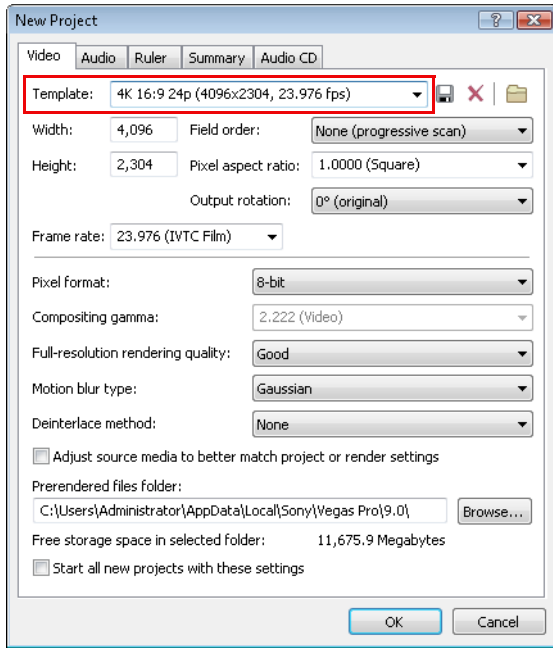 New Project
Video Audio Ruler Summary Audio CD
Template: 4K 16:9 24p (4096x2304, 23.976 fps)
Width: 4,096 Field order: None (progressive scan)
Height: 2,304 Pixel aspect ratio: 1.0000 (Square)
Output rotation: 0° (original)
Frame rate: 23.976 (IVTC Film)
Pixel format: 8-bit
Compositing gamma: 2.222 (Video)
Full-resolution rendering quality: Good
Motion blur type: Gaussian
Deinterlace method: None
Adjust source media to better match project or render settings
Prerendered files folder:
C:\Users\Administrator\AppData\Local\Sony\Vegas Pro\9.0\ Browse...
Free storage space in selected folder: 11,675.9 Megabytes
Start all new projects with these settings
OK Cancel